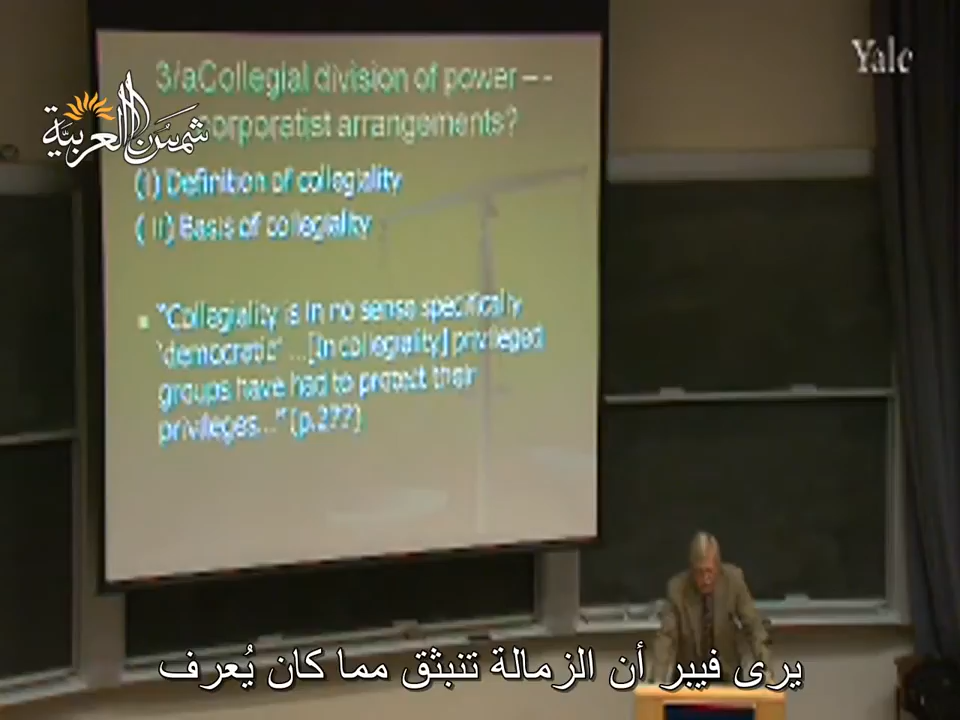 Yale
شمس العربية
3/aCollegial division of power –-
corporatist arrangements?
(i) Definition of collegiality
( ii) Basis of collegiality
"Collegiality is in no sense specifically
`democratic' ...[In collegiality] privileged
groups have had to protect their
privileges..." (p.2??)
يرى فيبر أن الزمالة تنبثق مما كان يُعرف